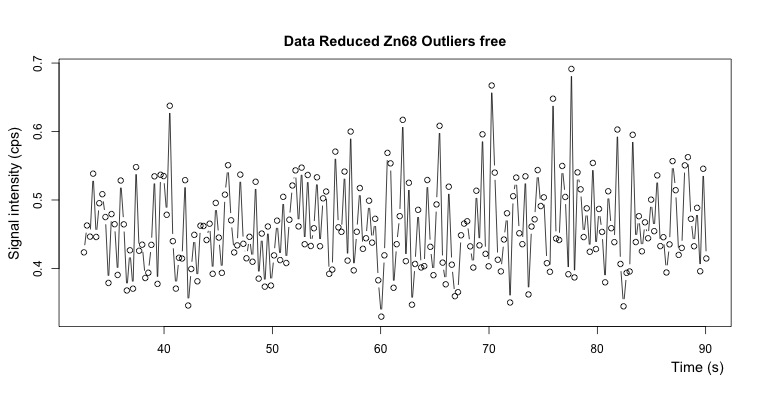 Data Reduced Zn68 Outliers free
Signal intensity (cps)
0.7
0.6
0.5
0.4
40 50 60 70 80 90
Time (s)